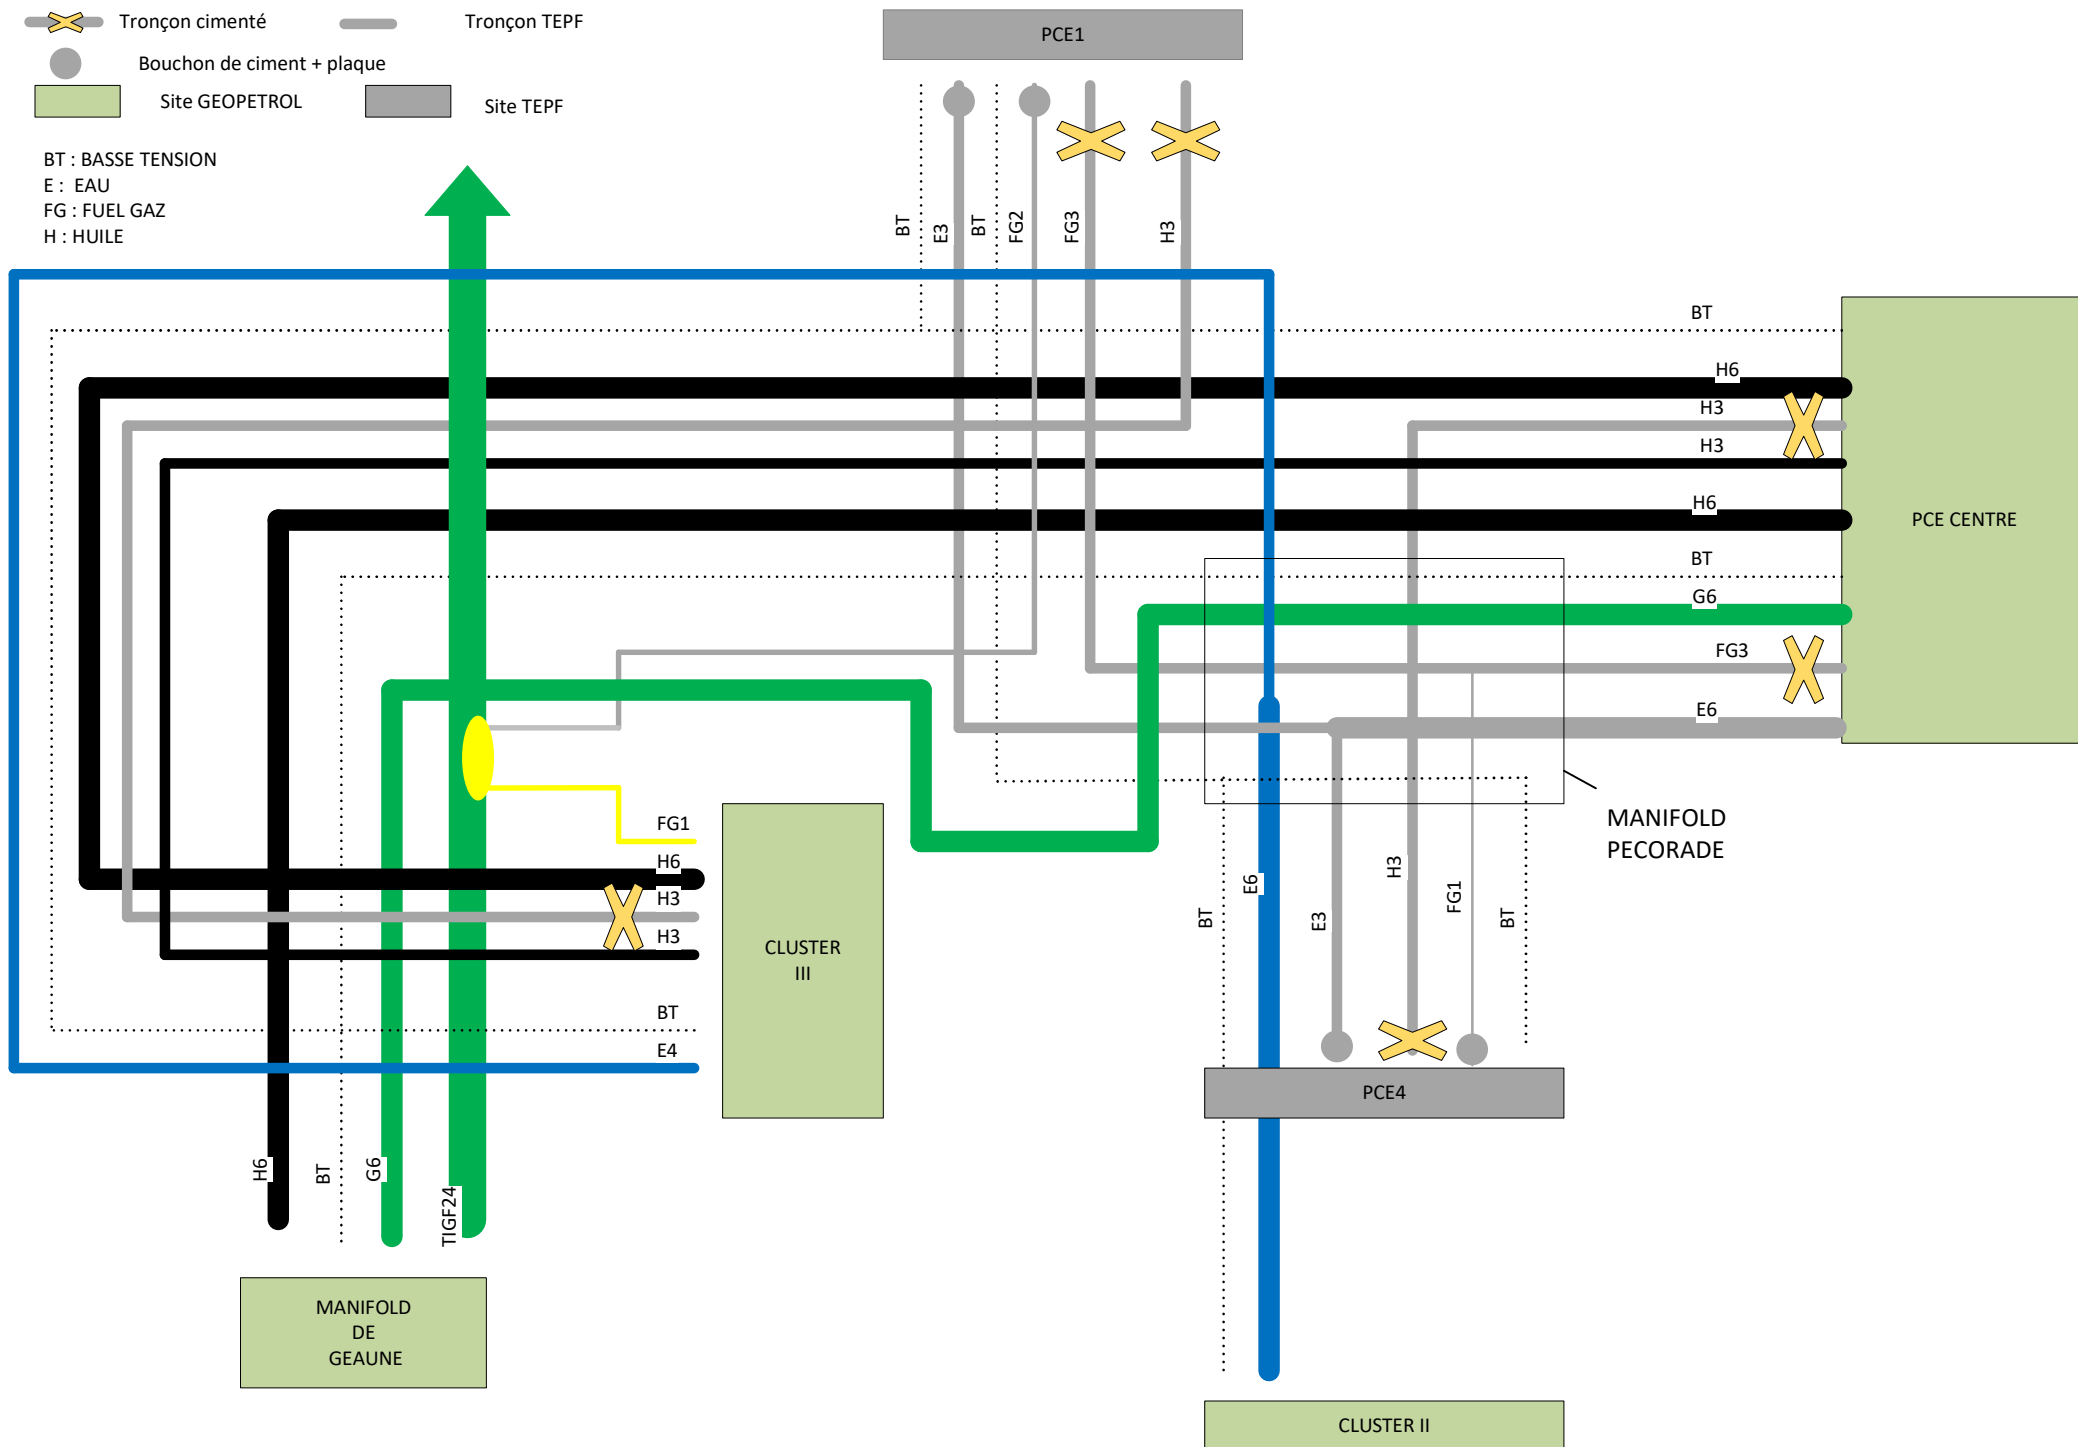 Tronçon cimenté
Tronçon TEPF
Bouchon de ciment + plaque
Site GEOPETROL
Site TEPF
BT : BASSE TENSION
E :  EAU
FG : FUEL GAZ
H : HUILE
PCE1
BT
E3
BT
FG2
FG3
H3
BT
H6
H3
H3
H6
BT
G6
FG3
E6
PCE CENTRE
MANIFOLD
PECORADE
FG1
H6
H3
H3
BT
E4
CLUSTER
III
BT
E6
E3
H3
FG1
BT
PCE4
H6
BT
G6
TIGF24
MANIFOLD
DE
GEAUNE
CLUSTER II